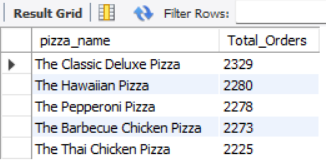 Result Grid Filter Rows:
pizza_name Total_Orders
The Classic Deluxe Pizza 2329
The Hawaiian Pizza 2280
The Pepperoni Pizza 2278
The Barbecue Chicken Pizza 2273
The Thai Chicken Pizza 2225